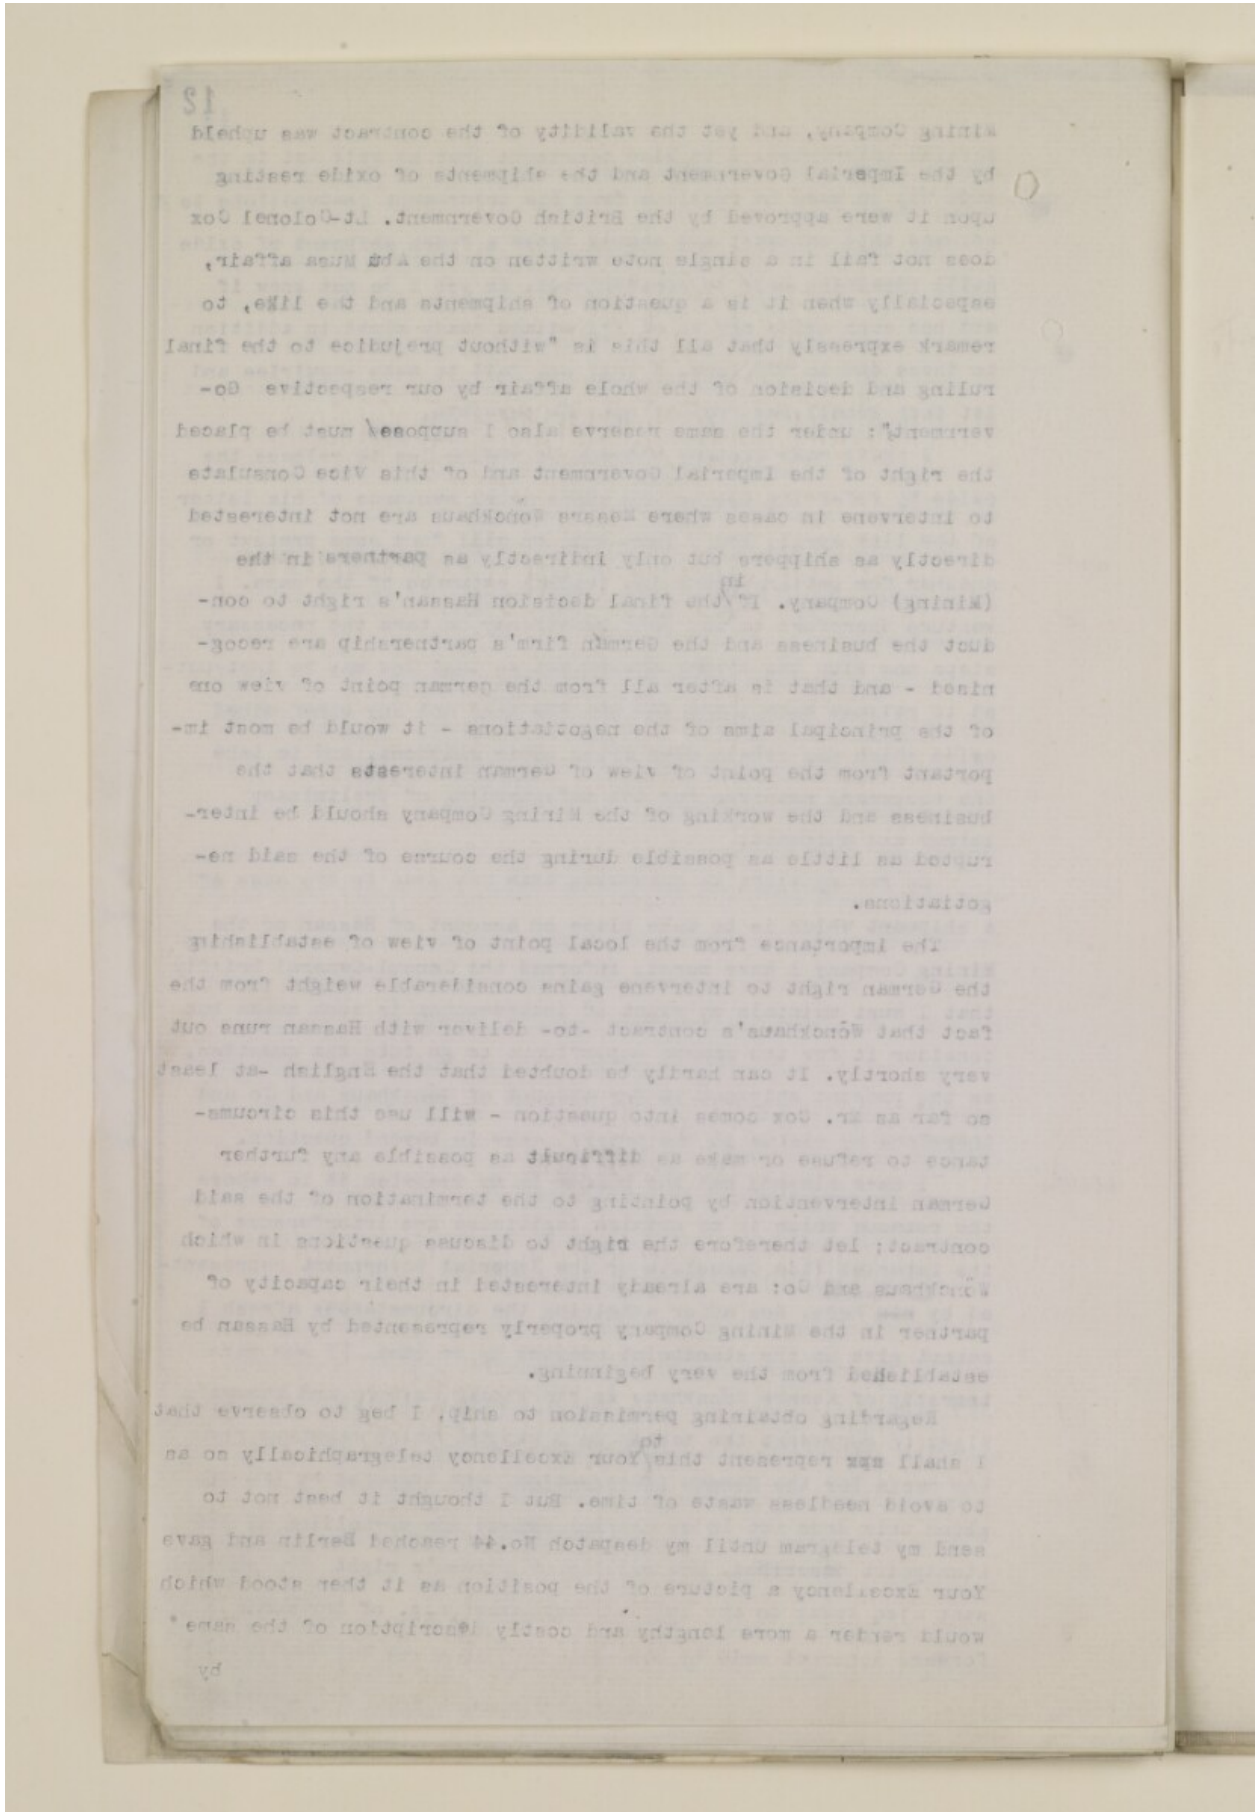 12
Mining Company, and yet the validity of the contract was upheld
by the Imperial Government and the shipments of oxide resting
upon it were approved by the British Government. Lt-Colonel Cox
does not fail in a single note written on the Abu Musa affair,
especially when it is a question of shipments and the like, to
remark expressly that all this is "without prejudice to the final
ruling and decision of the whole affair by our respective Go-
verment": under the same reserve also I suppose must be placed
the right of the Imperial Government and of this Vice Consulate
to intervene in cases where Messrs Wönckhaus are not interested
directly as shippers but only indirectly as partners in the
(Mining) Company. If in the final decision Hassan's right to con-
duct the business and the German firm's partnership are recog-
nised - and that is after all from the german point of view one
of the principal aims of the negotiations - it would be most im-
portant from the point of view of German interests that the
business and the working of the Mining Company should be inter-
rupted as little as possible during the course of the said ne-
gotiations.
The importance from the local point of view of establishing
the German right to intervene gains considerable weight from the
fact that Wönckhaus's contract -to- deliver with Hassan runs out
very shortly. It can hardly be doubted that the English -at least
so far as Mr. Cox comes into question - will use this circums-
tance to refuse or make as difficult as possible any further
German intervention by pointing to the termination of the said
contract; let therefore the right to discuss questions in which
Wönckhaus and Co: are already interested in their capacity of
partner in the Mining Company properly represented by Hassan be
established from the very beginning.
Regarding obtaining permission to ship, I beg to observe that
I shall represent this to Your Excellency telegraphically so as
to avoid needless waste of time. But I thought it best not to
send my telegram until my despatch No.44 reached Berlin and gave
Your Excellency a picture of the position as it then stood which
would render a more lengthy and costly description of the same
by